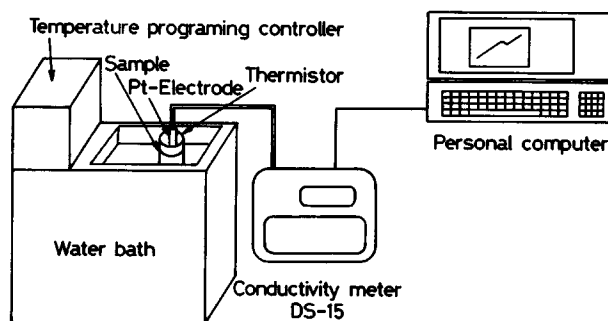 Temperature programing controller
Sample
Pt-Electrode
Thermistor
Personal computer
Water bath
Conductivity meter
DS-15